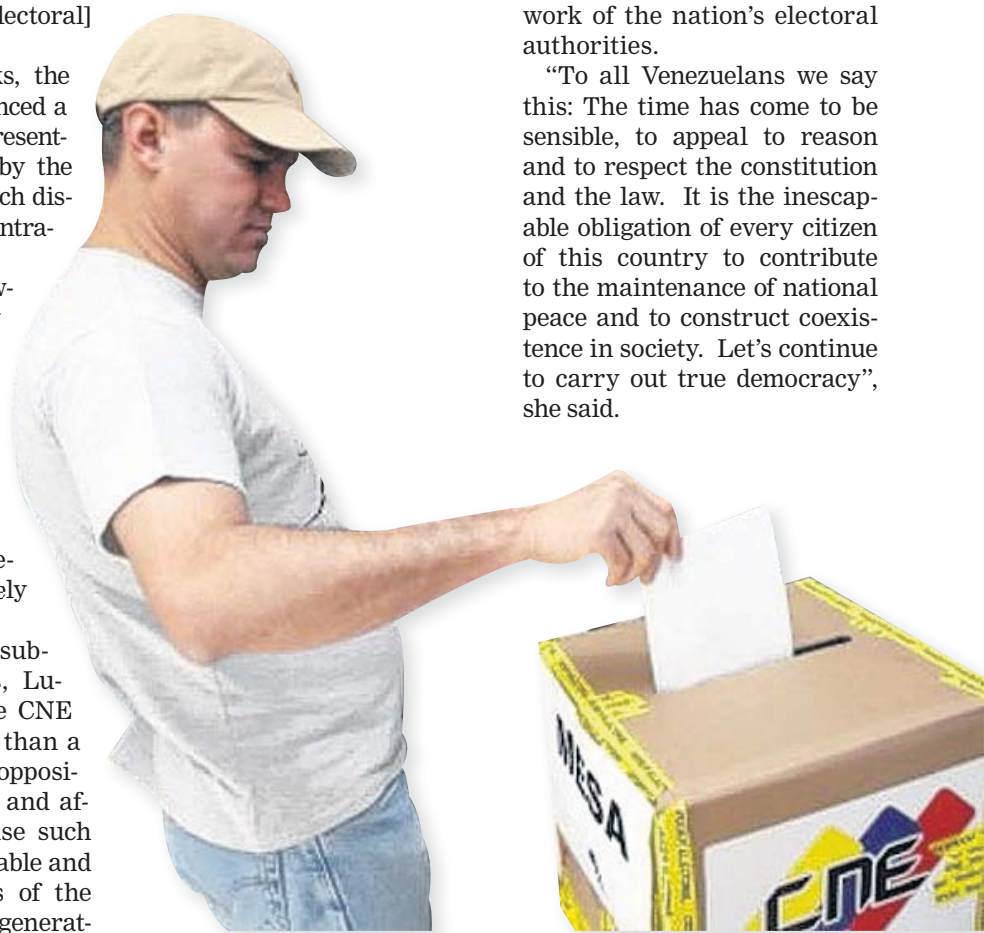 lectoral]
ks, the
nced a
resent-
by the
ch dis-
ntra-
w-
e-
ely
sub-
, Lu-
e CNE
than a
opposi-
and af-
use such
able and
s of the
generat-
work of the nation’s electoral
authorities.
“To all Venezuelans we say
this: The time has come to be
sensible, to appeal to reason
and to respect the constitution
and the law. It is the inescap-
able obligation of every citizen
of this country to contribute
to the maintenance of national
peace and to construct coexis-
tence in society. Let’s continue
to carry out true democracy”,
she said.
MESA
CNE